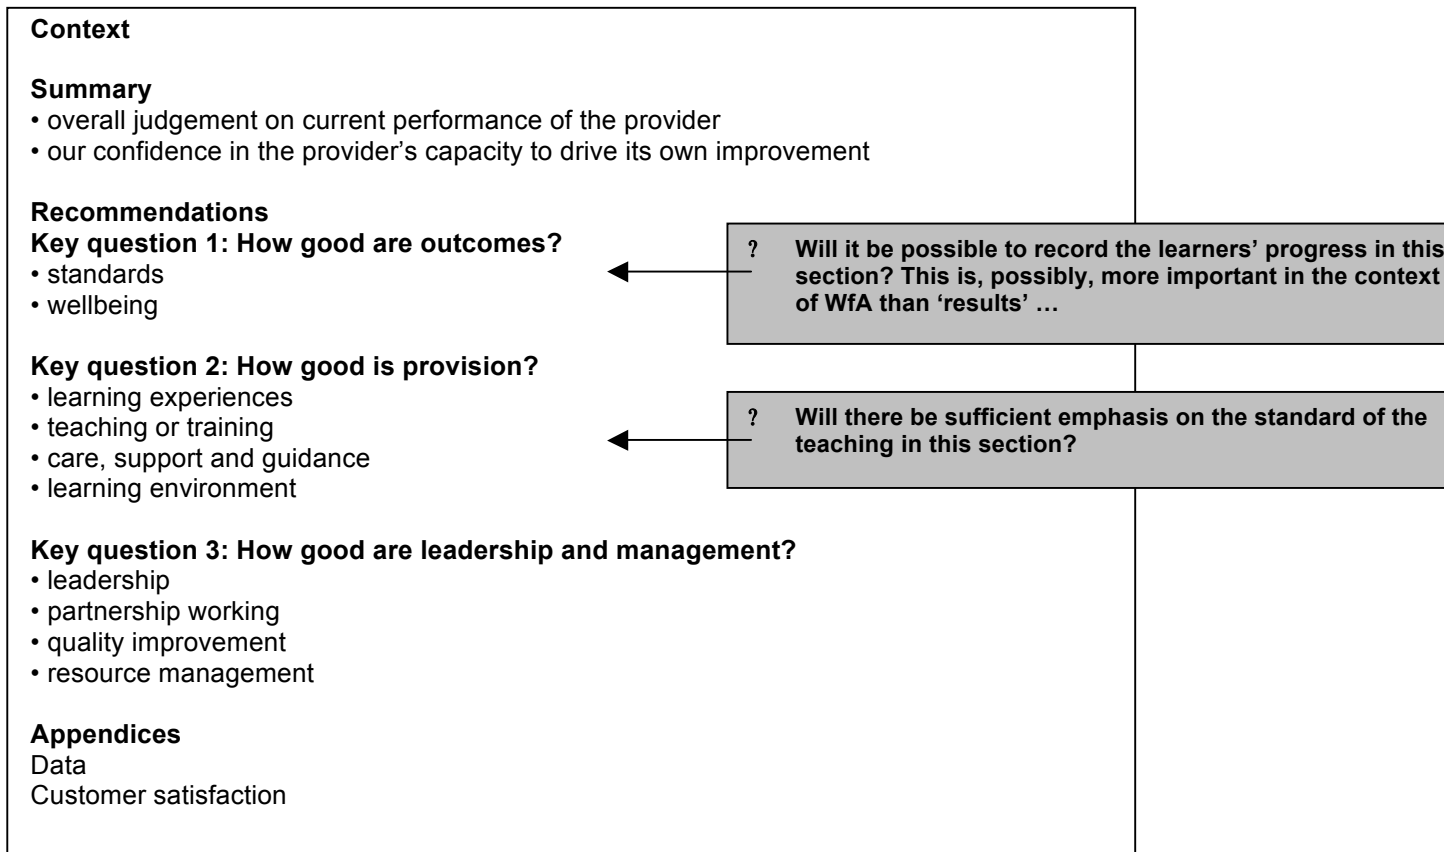 Context
Summary
• overall judgement on current performance of the provider
• our confidence in the provider’s capacity to drive its own improvement
Recommendations
Key question 1: How good are outcomes?
• standards
• wellbeing
? Will it be possible to record the learners’ progress in this
section? This is, possibly, more important in the context
of WfA than ‘results’ …
Key question 2: How good is provision?
• learning experiences
• teaching or training
• care, support and guidance
• learning environment
? Will there be sufficient emphasis on the standard of the
teaching in this section?
Key question 3: How good are leadership and management?
• leadership
• partnership working
• quality improvement
• resource management
Appendices
Data
Customer satisfaction